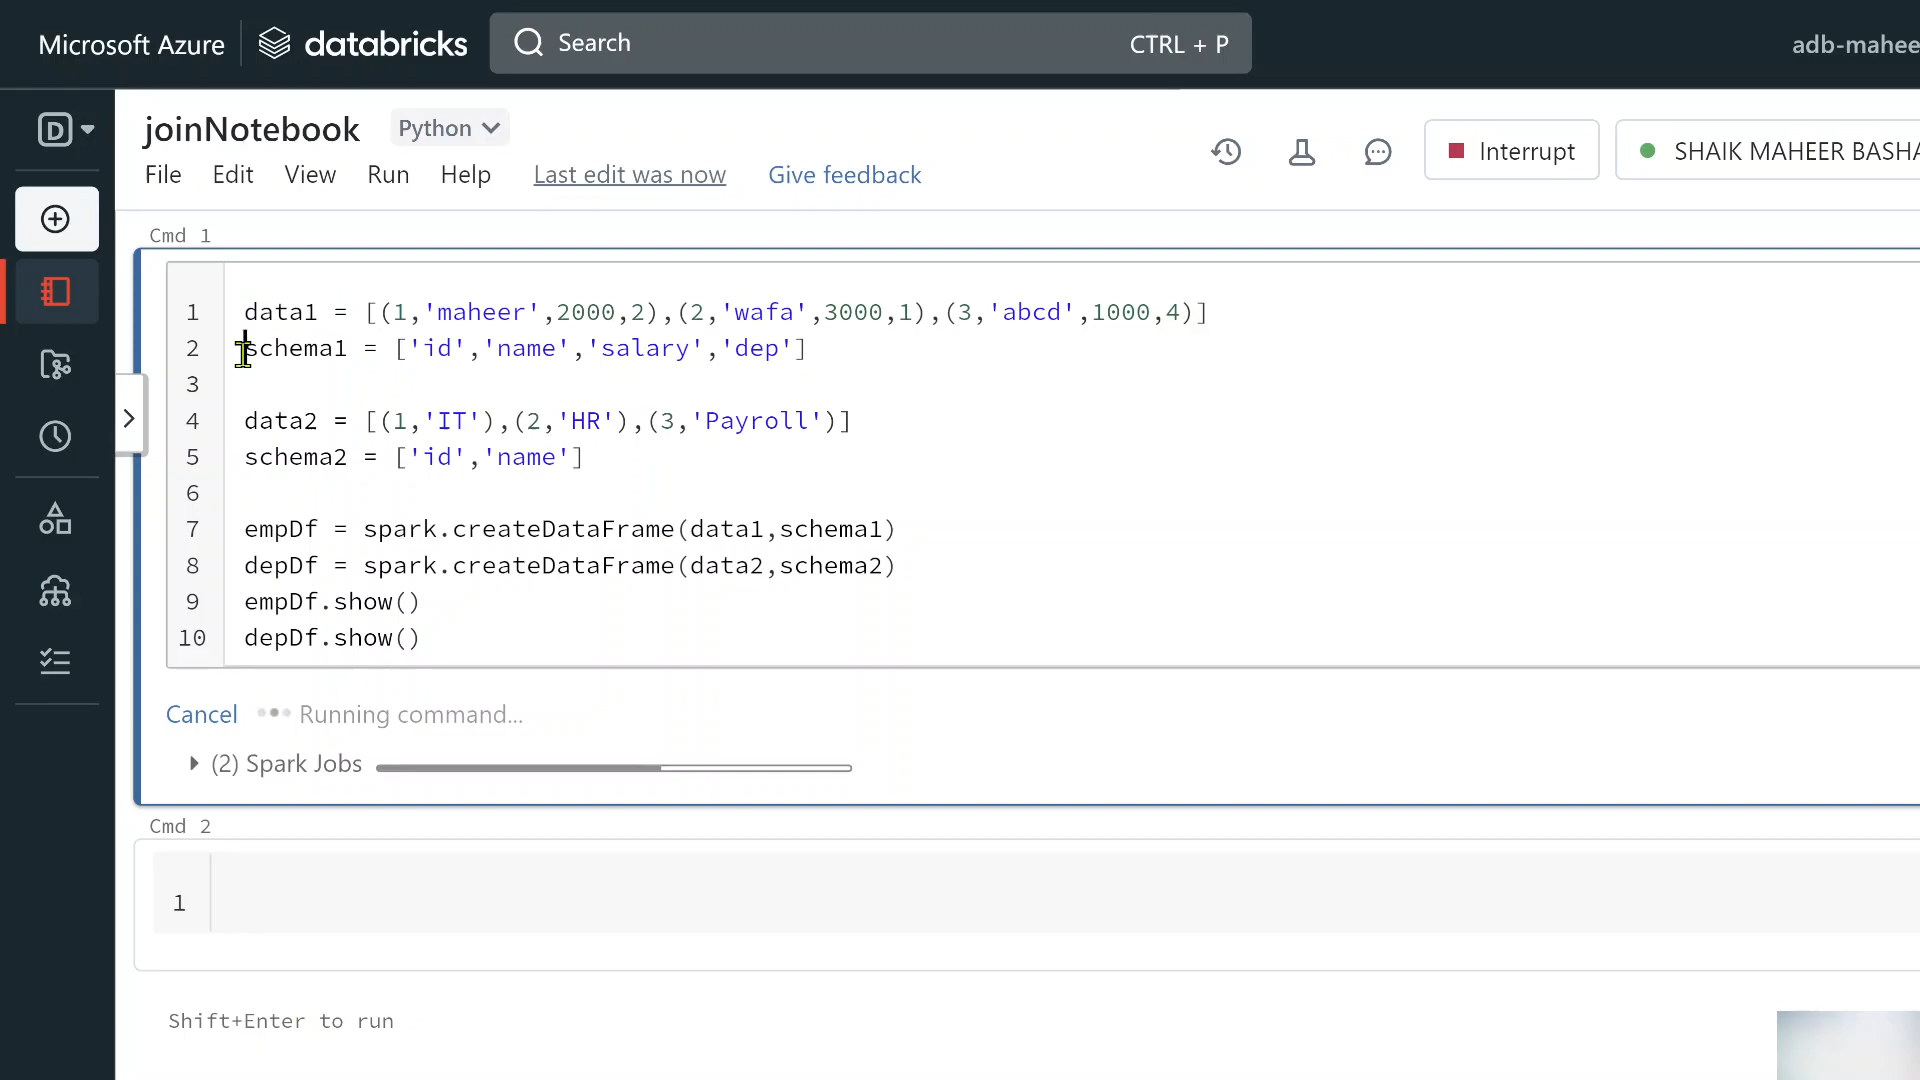 Microsoft Azure databricks Search CTRL + P adb-mahee
joinNotebook Python
File Edit View Run Help Last edit was now Give feedback Interrupt SHAIK MAHEER BASHA
Cmd 1
1 data1 = [(1,'maheer',2000,2),(2,'wafa',3000,1),(3,'abcd',1000,4)]
2 schema1 = ['id','name','salary','dep']
3
4 data2 = [(1,'IT'),(2,'HR'),(3,'Payroll')]
5 schema2 = ['id','name']
6
7 empDf = spark.createDataFrame(data1,schema1)
8 depDf = spark.createDataFrame(data2,schema2)
9 empDf.show()
10 depDf.show()
Cancel Running command...
(2) Spark Jobs
Cmd 2
1
Shift+Enter to run